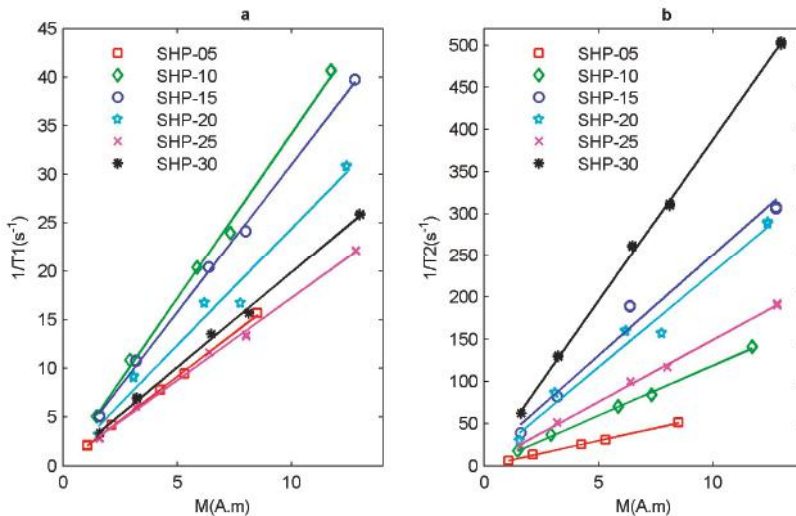 a
45
40
35
30
25
20
15
10
5
0
0 5 10
1/T1(s⁻¹)
M(A.m)
SHP-05
SHP-10
SHP-15
SHP-20
SHP-25
SHP-30
b
500
450
400
350
300
250
200
150
100
50
0
0 5 10
1/T2(s⁻¹)
M(A.m)
SHP-05
SHP-10
SHP-15
SHP-20
SHP-25
SHP-30